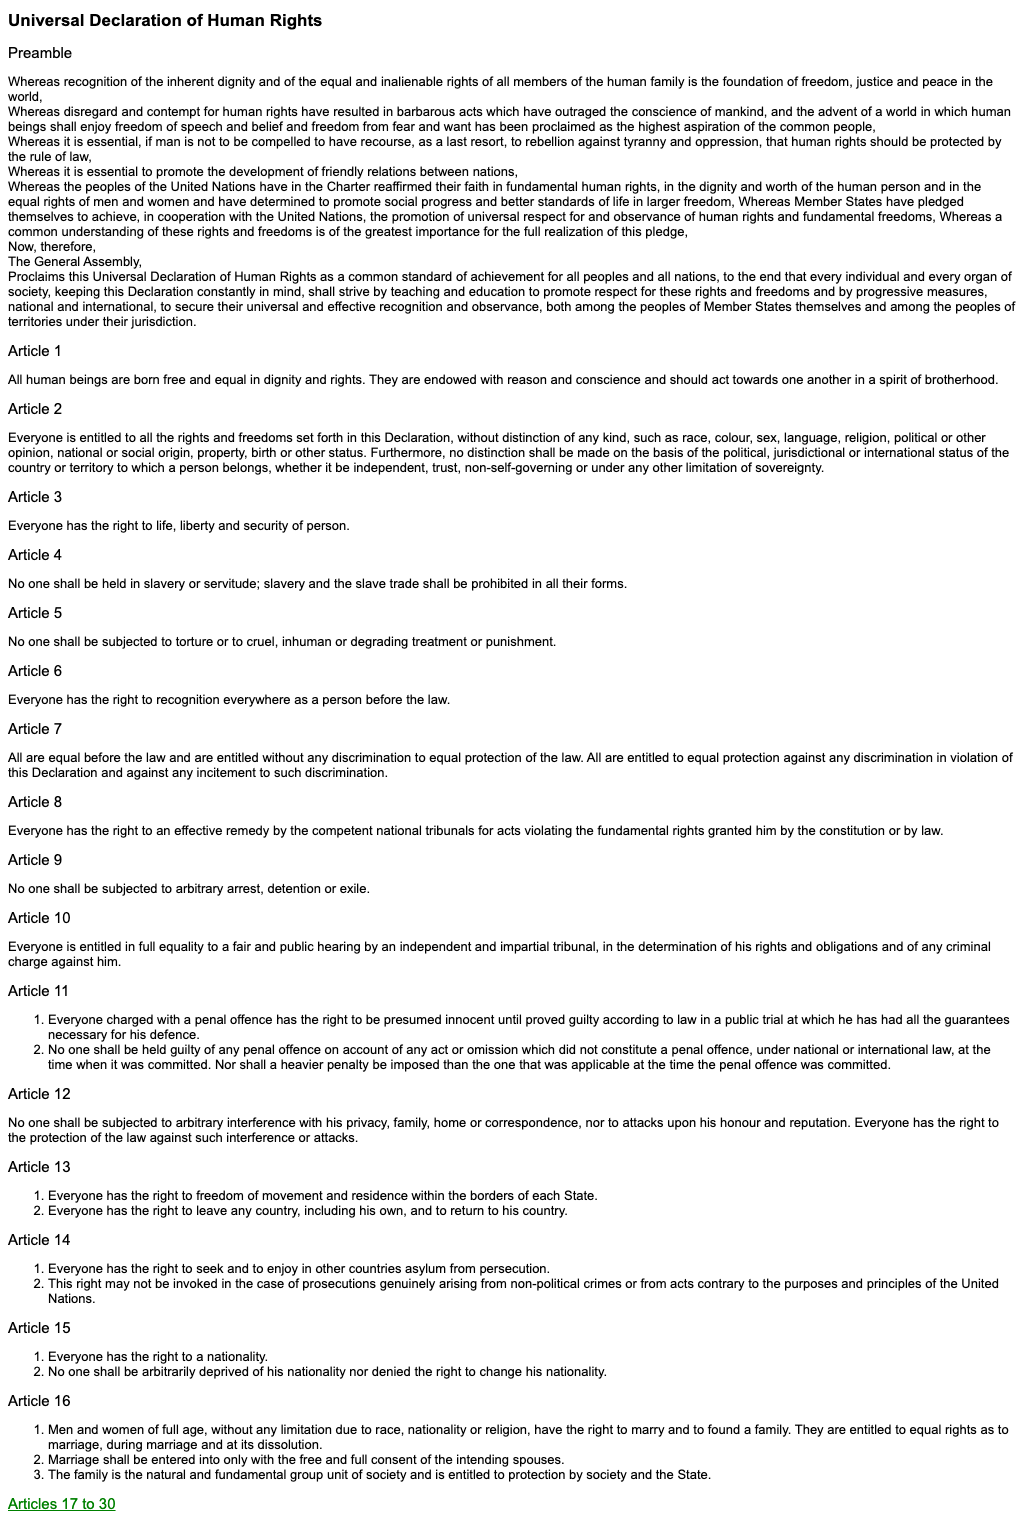 Universal Declaration of Human Rights
Preamble
Whereas recognition of the inherent dignity and of the equal and inalienable rights of all members of the human family is the foundation of freedom, justice and peace in the
world,
Whereas disregard and contempt for human rights have resulted in barbarous acts which have outraged the conscience of mankind, and the advent of a world in which human
beings shall enjoy freedom of speech and belief and freedom from fear and want has been proclaimed as the highest aspiration of the common people,
Whereas it is essential, if man is not to be compelled to have recourse, as a last resort, to rebellion against tyranny and oppression, that human rights should be protected by
the rule of law,
Whereas it is essential to promote the development of friendly relations between nations,
Whereas the peoples of the United Nations have in the Charter reaffirmed their faith in fundamental human rights, in the dignity and worth of the human person and in the
equal rights of men and women and have determined to promote social progress and better standards of life in larger freedom, Whereas Member States have pledged
themselves to achieve, in cooperation with the United Nations, the promotion of universal respect for and observance of human rights and fundamental freedoms, Whereas a
common understanding of these rights and freedoms is of the greatest importance for the full realization of this pledge,
Now, therefore,
The General Assembly,
Proclaims this Universal Declaration of Human Rights as a common standard of achievement for all peoples and all nations, to the end that every individual and every organ of
society, keeping this Declaration constantly in mind, shall strive by teaching and education to promote respect for these rights and freedoms and by progressive measures,
national and international, to secure their universal and effective recognition and observance, both among the peoples of Member States themselves and among the peoples of
territories under their jurisdiction.
Article 1
All human beings are born free and equal in dignity and rights. They are endowed with reason and conscience and should act towards one another in a spirit of brotherhood.
Article 2
Everyone is entitled to all the rights and freedoms set forth in this Declaration, without distinction of any kind, such as race, colour, sex, language, religion, political or other
opinion, national or social origin, property, birth or other status. Furthermore, no distinction shall be made on the basis of the political, jurisdictional or international status of the
country or territory to which a person belongs, whether it be independent, trust, non-self-governing or under any other limitation of sovereignty.
Article 3
Everyone has the right to life, liberty and security of person.
Article 4
No one shall be held in slavery or servitude; slavery and the slave trade shall be prohibited in all their forms.
Article 5
No one shall be subjected to torture or to cruel, inhuman or degrading treatment or punishment.
Article 6
Everyone has the right to recognition everywhere as a person before the law.
Article 7
All are equal before the law and are entitled without any discrimination to equal protection of the law. All are entitled to equal protection against any discrimination in violation of
this Declaration and against any incitement to such discrimination.
Article 8
Everyone has the right to an effective remedy by the competent national tribunals for acts violating the fundamental rights granted him by the constitution or by law.
Article 9
No one shall be subjected to arbitrary arrest, detention or exile.
Article 10
Everyone is entitled in full equality to a fair and public hearing by an independent and impartial tribunal, in the determination of his rights and obligations and of any criminal
charge against him.
Article 11
1. Everyone charged with a penal offence has the right to be presumed innocent until proved guilty according to law in a public trial at which he has had all the guarantees
necessary for his defence.
2. No one shall be held guilty of any penal offence on account of any act or omission which did not constitute a penal offence, under national or international law, at the
time when it was committed. Nor shall a heavier penalty be imposed than the one that was applicable at the time the penal offence was committed.
Article 12
No one shall be subjected to arbitrary interference with his privacy, family, home or correspondence, nor to attacks upon his honour and reputation. Everyone has the right to
the protection of the law against such interference or attacks.
Article 13
1. Everyone has the right to freedom of movement and residence within the borders of each State.
2. Everyone has the right to leave any country, including his own, and to return to his country.
Article 14
1. Everyone has the right to seek and to enjoy in other countries asylum from persecution.
2. This right may not be invoked in the case of prosecutions genuinely arising from non-political crimes or from acts contrary to the purposes and principles of the United
Nations.
Article 15
1. Everyone has the right to a nationality.
2. No one shall be arbitrarily deprived of his nationality nor denied the right to change his nationality.
Article 16
1. Men and women of full age, without any limitation due to race, nationality or religion, have the right to marry and to found a family. They are entitled to equal rights as to
marriage, during marriage and at its dissolution.
2. Marriage shall be entered into only with the free and full consent of the intending spouses.
3. The family is the natural and fundamental group unit of society and is entitled to protection by society and the State.
Articles 17 to 30